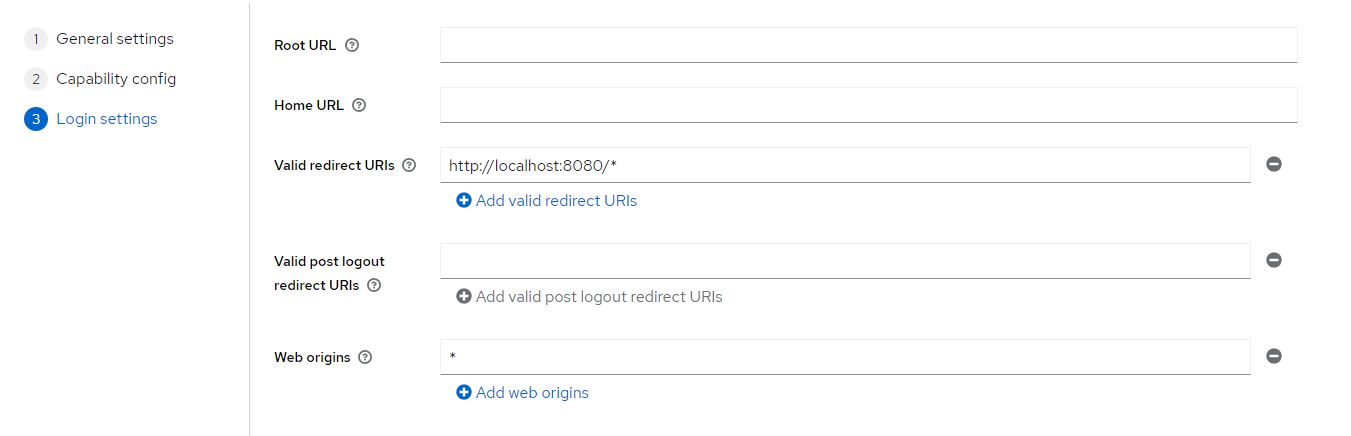 1 General settings
2 Capability config
3 Login settings
Root URL ?
Home URL ?
Valid redirect URIs ?
http://localhost:8080/*
Add valid redirect URIs
Valid post logout
redirect URIs ?
Add valid post logout redirect URIs
Web origins ?
*
Add web origins